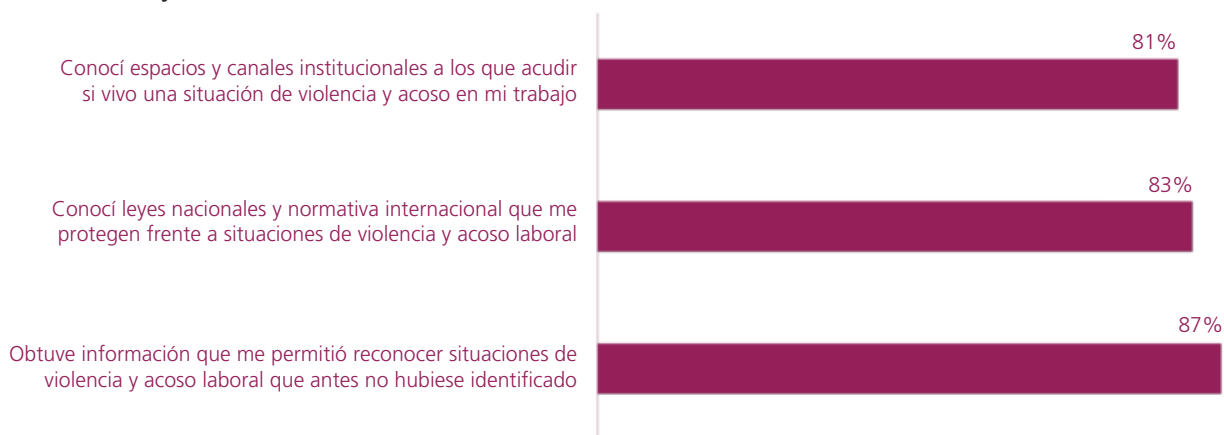 81%
Conocí espacios y canales institucionales a los que acudir
si vivo una situación de violencia y acoso en mi trabajo
83%
Conocí leyes nacionales y normativa internacional que me
protegen frente a situaciones de violencia y acoso laboral
87%
Obtuve información que me permitió reconocer situaciones de
violencia y acoso laboral que antes no hubiese identificado